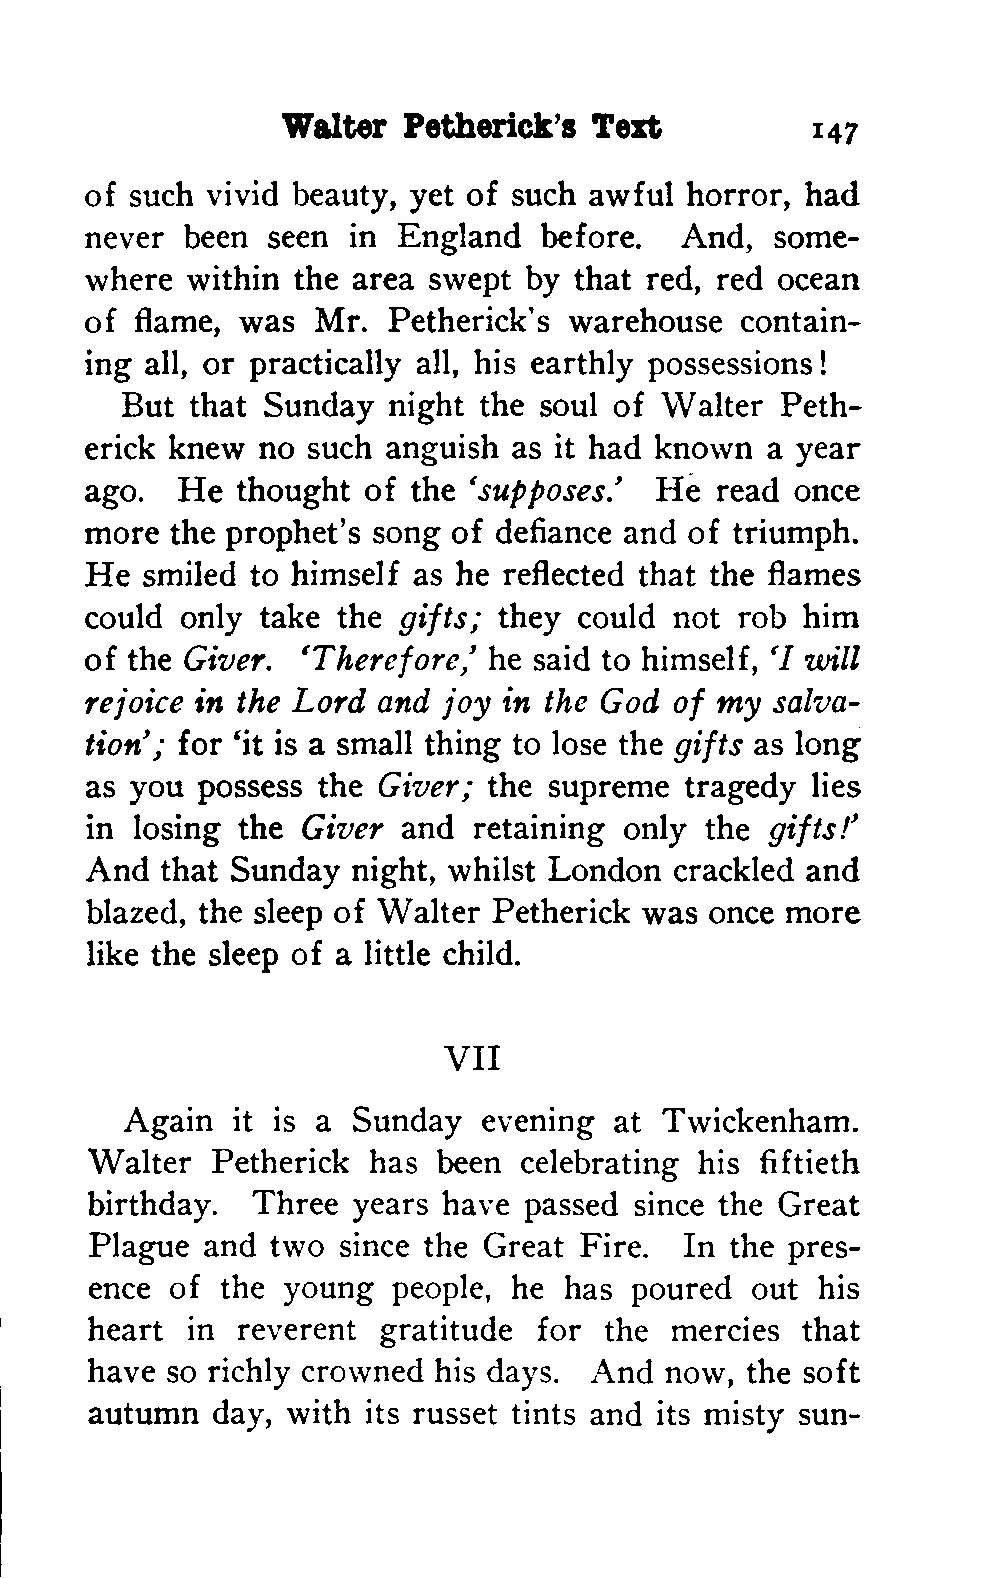 Walter Petherick's Text 147
of such vivid beauty, yet of such awful horror, had
never been seen in England before. And, some-
where within the area swept by that red, red ocean
of flame, was Mr. Petherick's warehouse contain-
ing all, or practically all, his earthly possessions!
But that Sunday night the soul of Walter Peth-
erick knew no such anguish as it had known a year
ago. He thought of the ‘supposes.’ He read once
more the prophet's song of defiance and of triumph.
He smiled to himself as he reflected that the flames
could only take the gifts; they could not rob him
of the Giver. ‘Therefore,’ he said to himself, ‘I will
rejoice in the Lord and joy in the God of my salva-
tion’; for ‘it is a small thing to lose the gifts as long
as you possess the Giver; the supreme tragedy lies
in losing the Giver and retaining only the gifts!’
And that Sunday night, whilst London crackled and
blazed, the sleep of Walter Petherick was once more
like the sleep of a little child.
VII
Again it is a Sunday evening at Twickenham.
Walter Petherick has been celebrating his fiftieth
birthday. Three years have passed since the Great
Plague and two since the Great Fire. In the pres-
ence of the young people, he has poured out his
heart in reverent gratitude for the mercies that
have so richly crowned his days. And now, the soft
autumn day, with its russet tints and its misty sun-